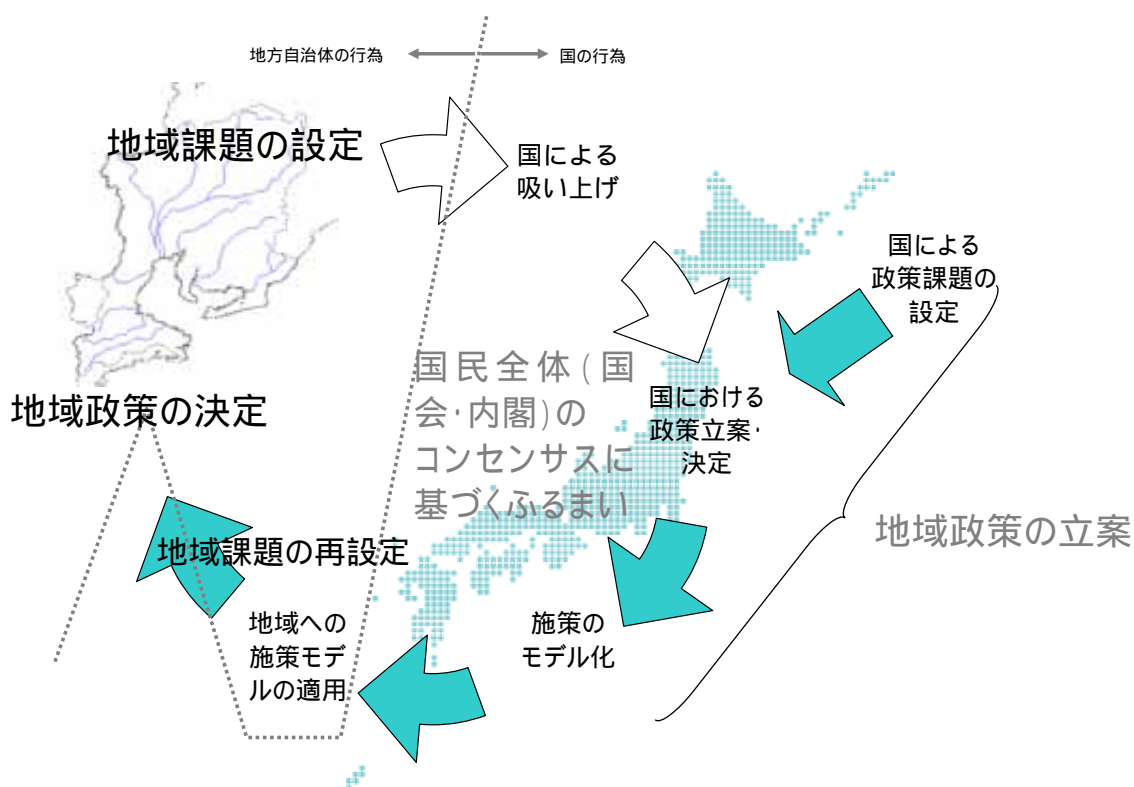 地方自治体の行為
国の行為
地域課題の設定
国による
吸い上げ
国による
政策課題の
設定
国民全体(国
会・内閣)の
コンセンサスに
基づくふるまい
国における
政策立案・
決定
地域政策の決定
地域政策の立案
地域課題の再設定
地域への
施策モデ
ルの適用
施策の
モデル化